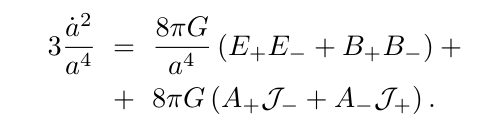 3 \frac{\dot{a}^2}{a^4} = \frac{8\pi G}{a^4} (E_+ E_- + B_+ B_-) +
+ 8\pi G (A_+ \mathcal{J}_- + A_- \mathcal{J}_+) .